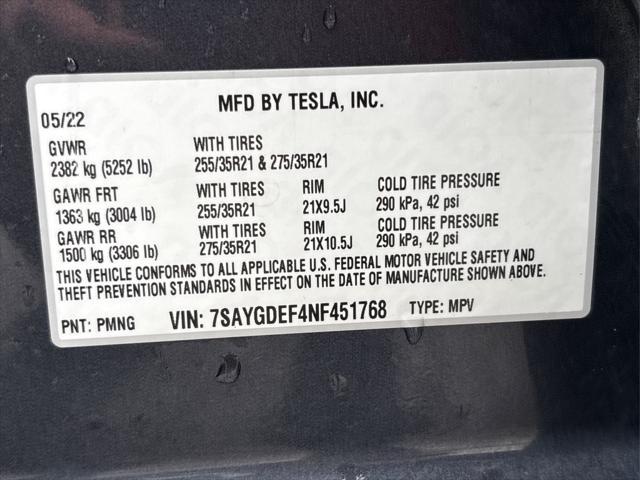 MFD BY TESLA, INC.
05/22
GVWR WITH TIRES
2382 kg (5252 lb) 255/35R21 & 275/35R21
GAWR FRT WITH TIRES RIM COLD TIRE PRESSURE
1363 kg (3004 lb) 255/35R21 21X9.5J 290 kPa, 42 psi
GAWR RR WITH TIRES RIM COLD TIRE PRESSURE
1500 kg (3306 lb) 275/35R21 21X10.5J 290 kPa, 42 psi
THIS VEHICLE CONFORMS TO ALL APPLICABLE U.S. FEDERAL MOTOR VEHICLE SAFETY AND
THEFT PREVENTION STANDARDS IN EFFECT ON THE DATE OF MANUFACTURE SHOWN ABOVE.
PNT: PMNG VIN: 7SAYGDEF4NF451768 TYPE: MPV